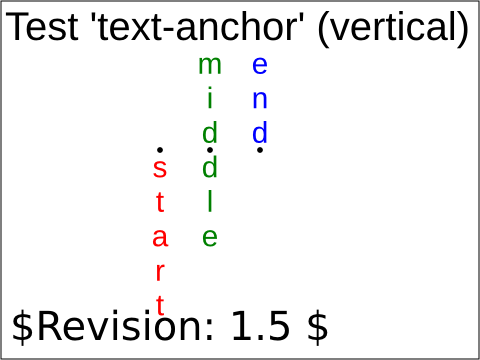 Test 'text-anchor' (vertical)
start
middle
end
$Revision: 1.5 $